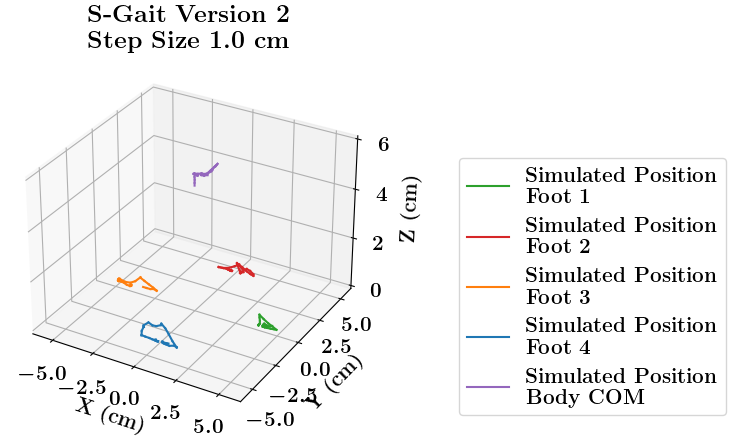 S-Gait Version 2
Step Size 1.0 cm
6
4
2
0
Z (cm)
−5.0
−2.5
0.0
2.5
5.0
X (cm)
5.0
2.5
0.0
−2.5
−5.0
Y (cm)
Simulated Position
Foot 1
Simulated Position
Foot 2
Simulated Position
Foot 3
Simulated Position
Foot 4
Simulated Position
Body COM